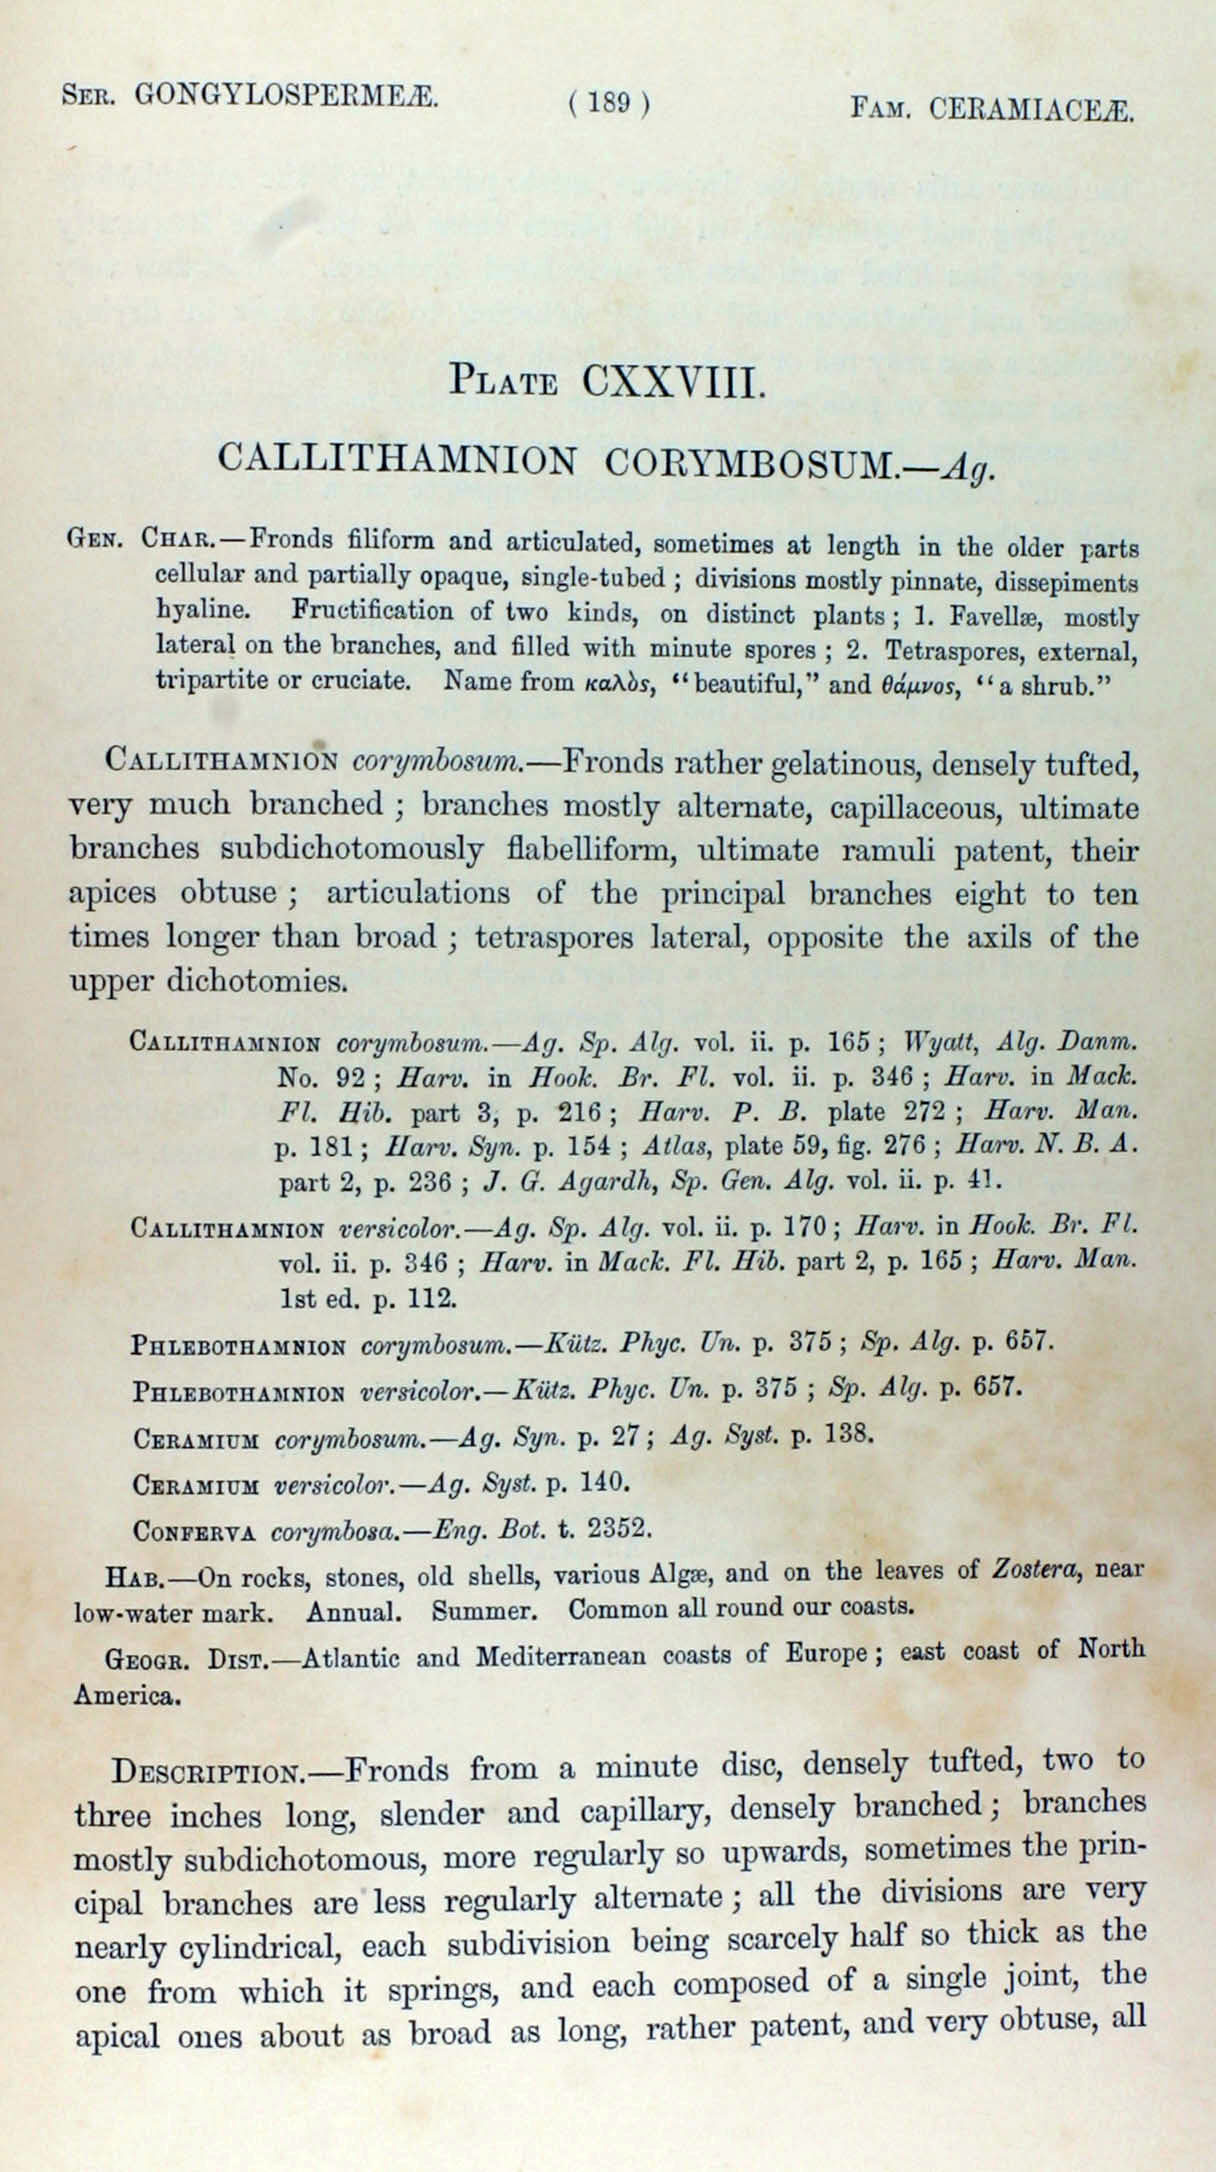 SER. GONGYLOSPERMEÆ. ( 189 ) FAM. CERAMIACEÆ.
PLATE CXXVIII.
CALLITHAMNION CORYMBOSUM.—Ag.
GEN. CHAR.—Fronds filiform and articulated, sometimes at length in the older parts
cellular and partially opaque, single-tubed ; divisions mostly pinnate, dissepiments
hyaline. Fructification of two kinds, on distinct plants ; 1. Favellæ, mostly
lateral on the branches, and filled with minute spores ; 2. Tetraspores, external,
tripartite or cruciate. Name from καλὸς, “beautiful,” and θάμνος, “a shrub.”
CALLITHAMNION corymbosum.—Fronds rather gelatinous, densely tufted,
very much branched ; branches mostly alternate, capillaceous, ultimate
branches subdichotomously flabelliform, ultimate ramuli patent, their
apices obtuse ; articulations of the principal branches eight to ten
times longer than broad ; tetraspores lateral, opposite the axils of the
upper dichotomies.
CALLITHAMNION corymbosum.—Ag. Sp. Alg. vol. ii. p. 165 ; Wyatt, Alg. Danm.
No. 92 ; Harv. in Hook. Br. Fl. vol. ii. p. 346 ; Harv. in Mack.
Fl. Hib. part 3, p. 216 ; Harv. P. B. plate 272 ; Harv. Man.
p. 181 ; Harv. Syn. p. 154 ; Atlas, plate 59, fig. 276 ; Harv. N. B. A.
part 2, p. 236 ; J. G. Agardh, Sp. Gen. Alg. vol. ii. p. 41.
CALLITHAMNION versicolor.—Ag. Sp. Alg. vol. ii. p. 170 ; Harv. in Hook. Br. Fl.
vol. ii. p. 346 ; Harv. in Mack. Fl. Hib. part 2, p. 165 ; Harv. Man.
1st ed. p. 112.
PHLEBOTHAMNION corymbosum.—Kütz. Phyc. Un. p. 375 ; Sp. Alg. p. 657.
PHLEBOTHAMNION versicolor.—Kütz. Phyc. Un. p. 375 ; Sp. Alg. p. 657.
CERAMIUM corymbosum.—Ag. Syn. p. 27 ; Ag. Syst. p. 138.
CERAMIUM versicolor.—Ag. Syst. p. 140.
CONFERVA corymbosa.—Eng. Bot. t. 2352.
HAB.—On rocks, stones, old shells, various Algæ, and on the leaves of Zostera, near
low-water mark. Annual. Summer. Common all round our coasts.
GEOGR. DIST.—Atlantic and Mediterranean coasts of Europe ; east coast of North
America.
DESCRIPTION.—Fronds from a minute disc, densely tufted, two to
three inches long, slender and capillary, densely branched ; branches
mostly subdichotomous, more regularly so upwards, sometimes the prin-
cipal branches are less regularly alternate ; all the divisions are very
nearly cylindrical, each subdivision being scarcely half so thick as the
one from which it springs, and each composed of a single joint, the
apical ones about as broad as long, rather patent, and very obtuse, all